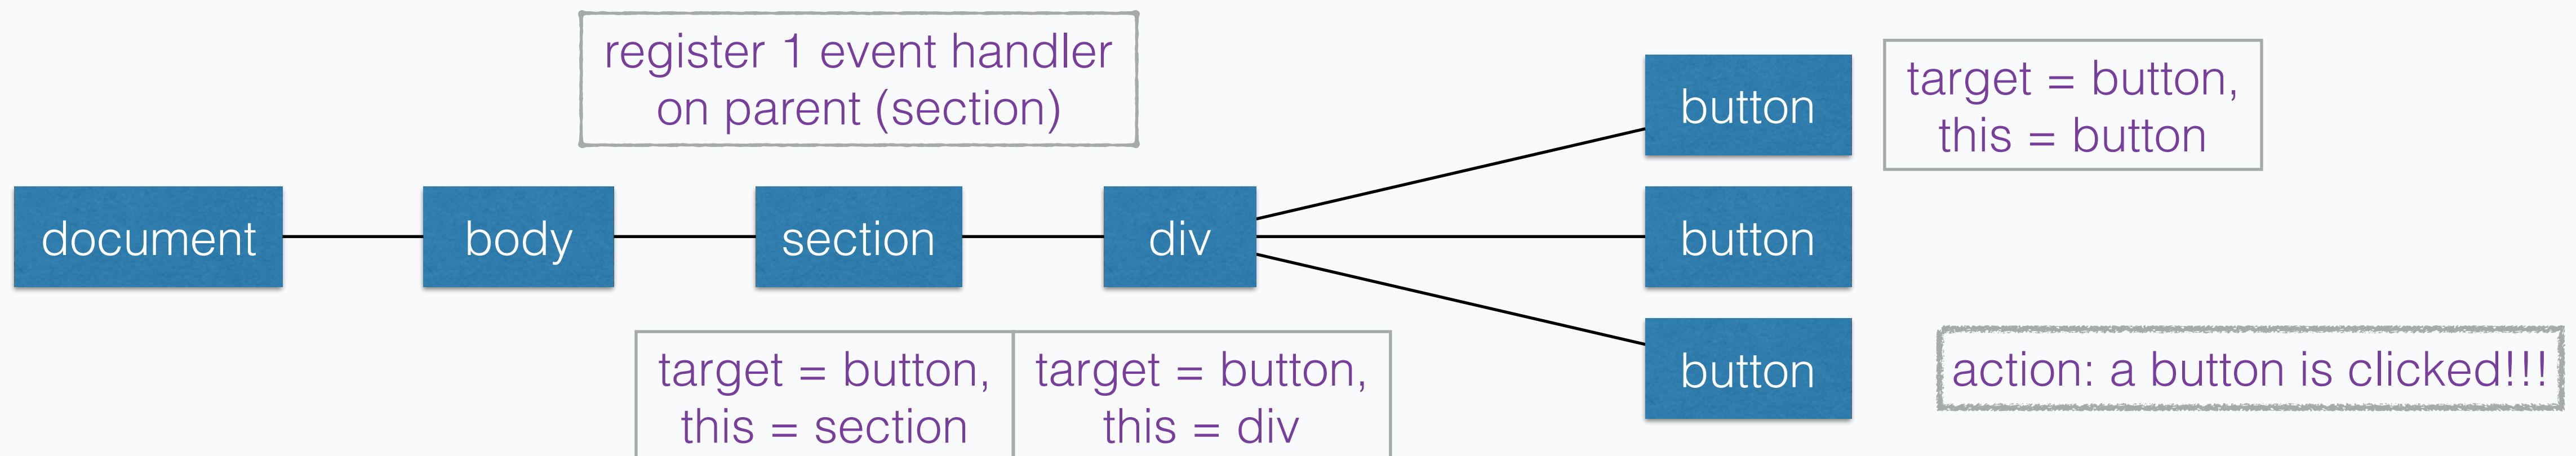 register 1 event handler
on parent (section)
button
target = button,
this = button
document
body
section
div
button
target = button,
this = section
target = button,
this = div
button
action: a button is clicked!!!